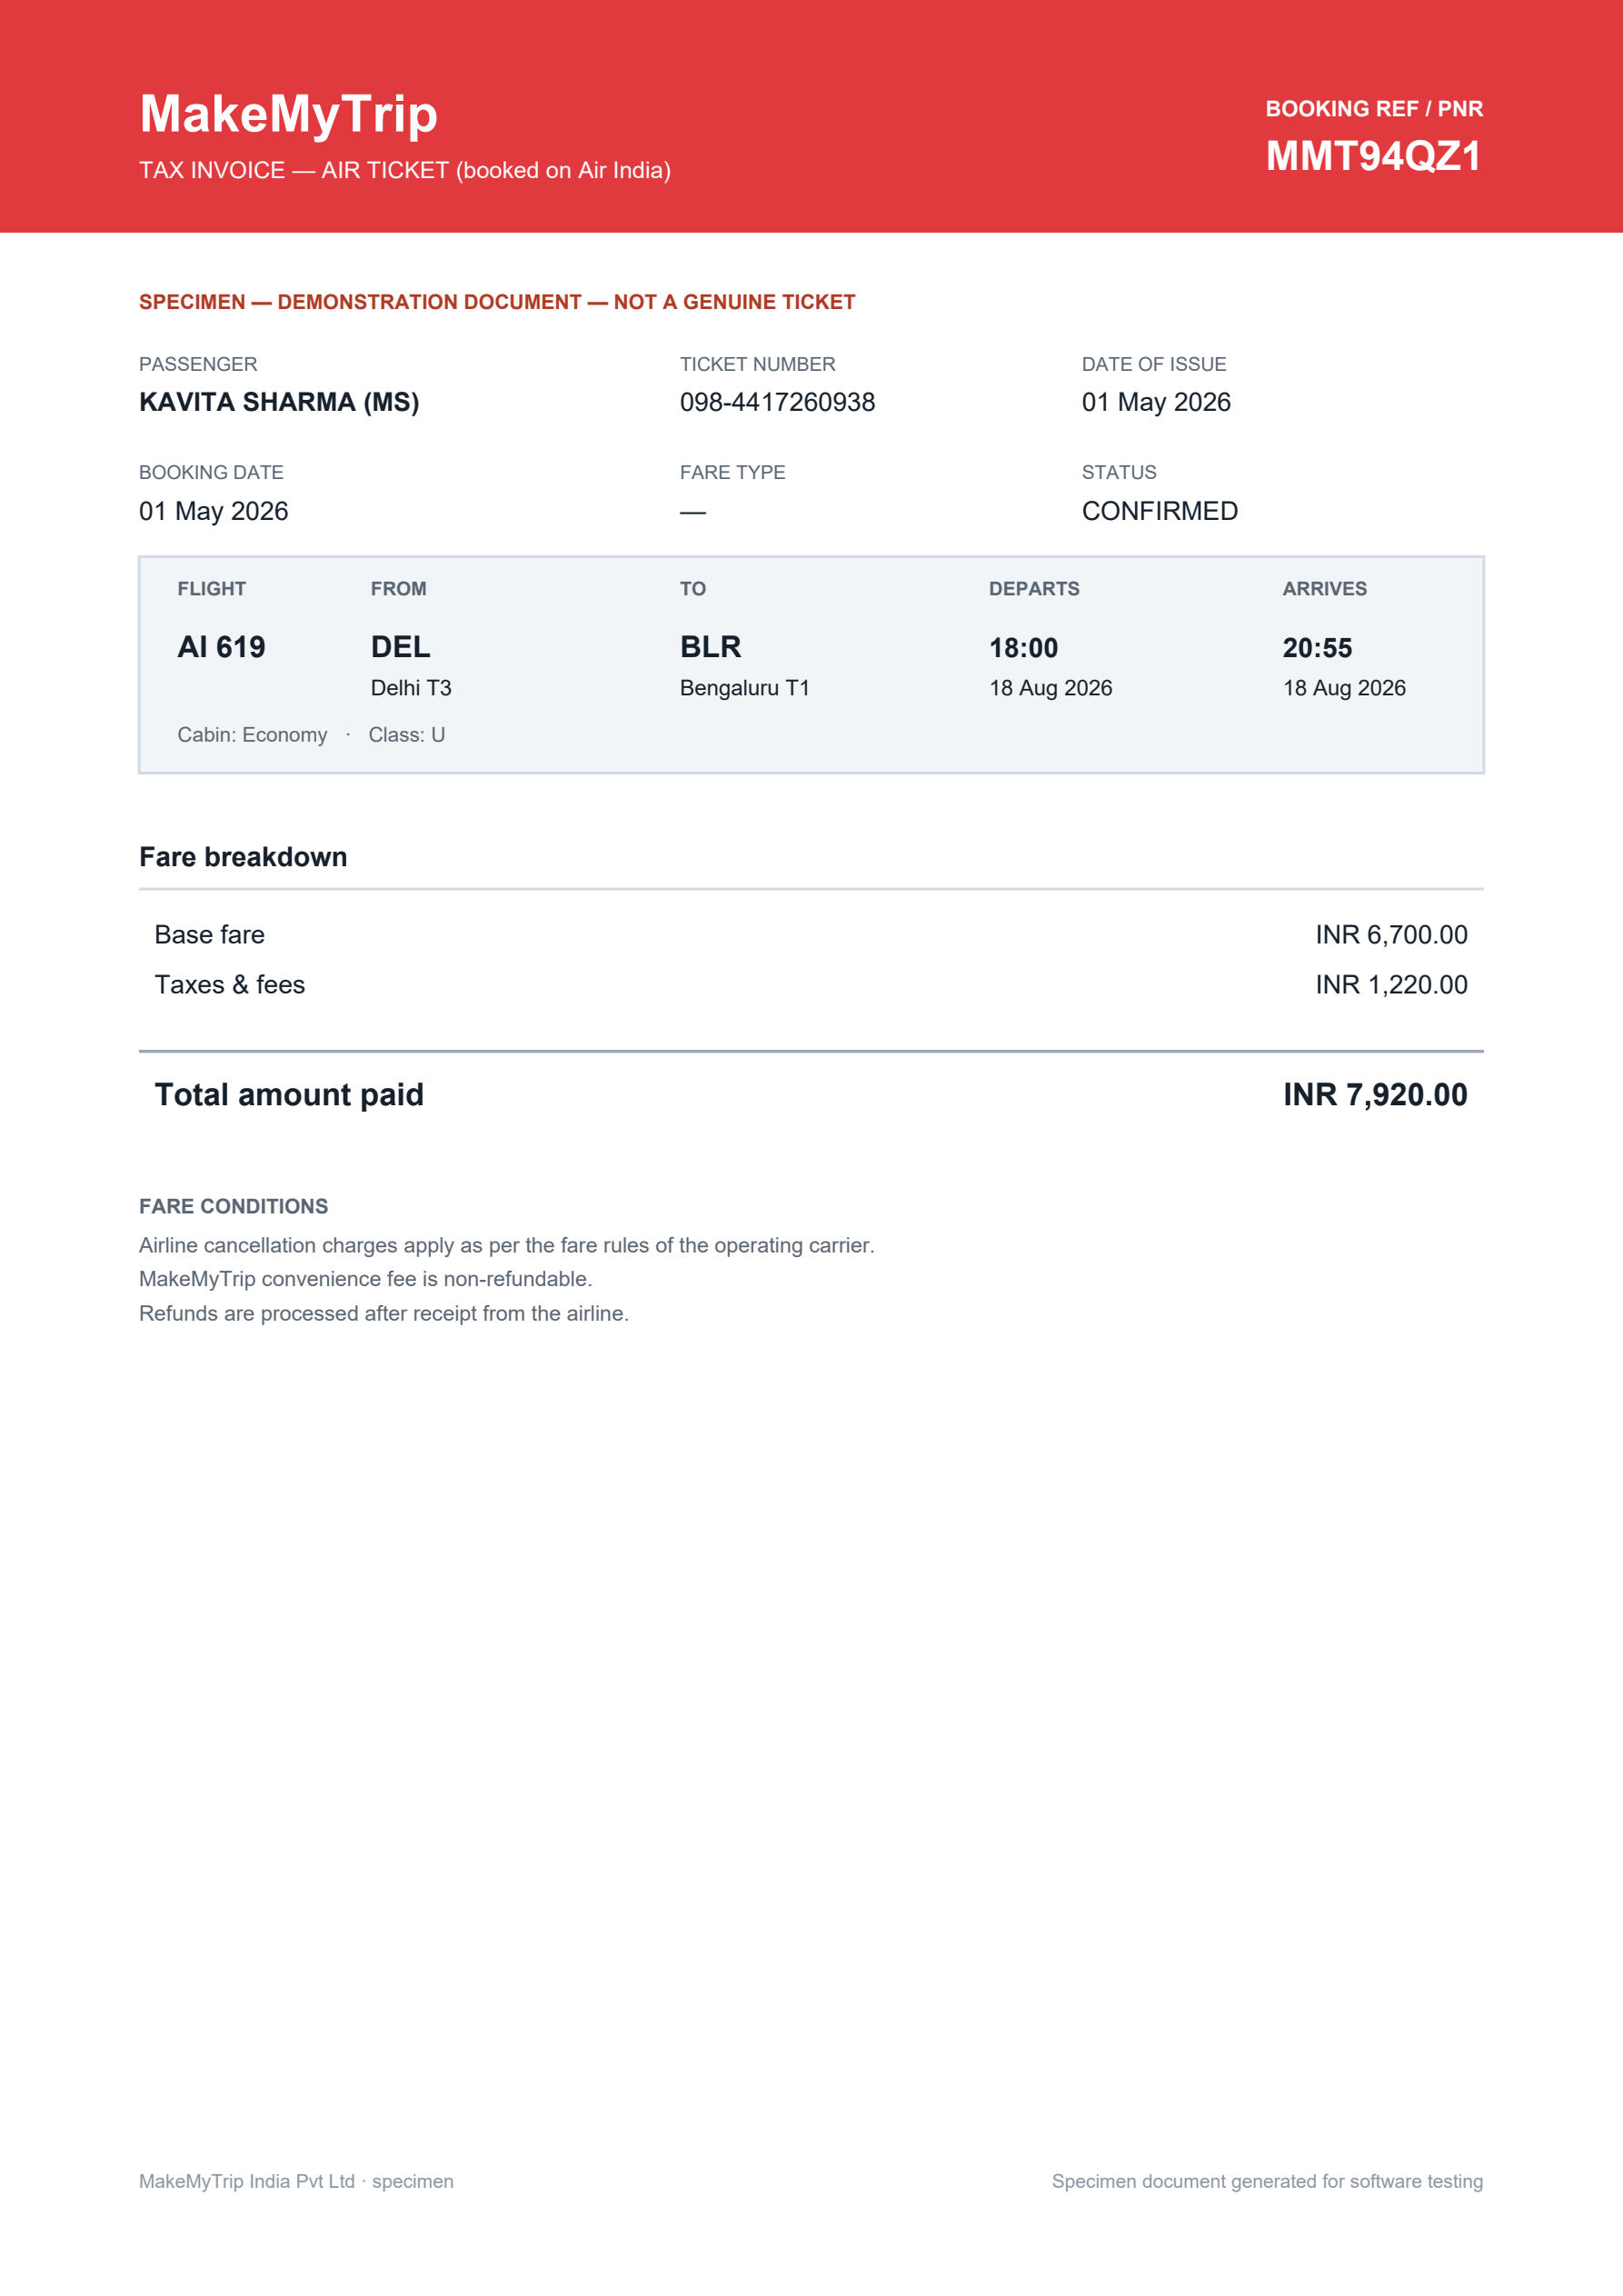 MakeMyTrip
TAX INVOICE — AIR TICKET (booked on Air India)
BOOKING REF / PNR
MMT94QZ1
SPECIMEN — DEMONSTRATION DOCUMENT — NOT A GENUINE TICKET
PASSENGER TICKET NUMBER DATE OF ISSUE
KAVITA SHARMA (MS) 098-4417260938 01 May 2026
BOOKING DATE FARE TYPE STATUS
01 May 2026 — CONFIRMED
FLIGHT FROM TO DEPARTS ARRIVES
AI 619 DEL BLR 18:00 20:55
Delhi T3 Bengaluru T1 18 Aug 2026 18 Aug 2026
Cabin: Economy · Class: U
Fare breakdown
Base fare INR 6,700.00
Taxes & fees INR 1,220.00
Total amount paid INR 7,920.00
FARE CONDITIONS
Airline cancellation charges apply as per the fare rules of the operating carrier.
MakeMyTrip convenience fee is non-refundable.
Refunds are processed after receipt from the airline.
MakeMyTrip India Pvt Ltd · specimen Specimen document generated for software testing